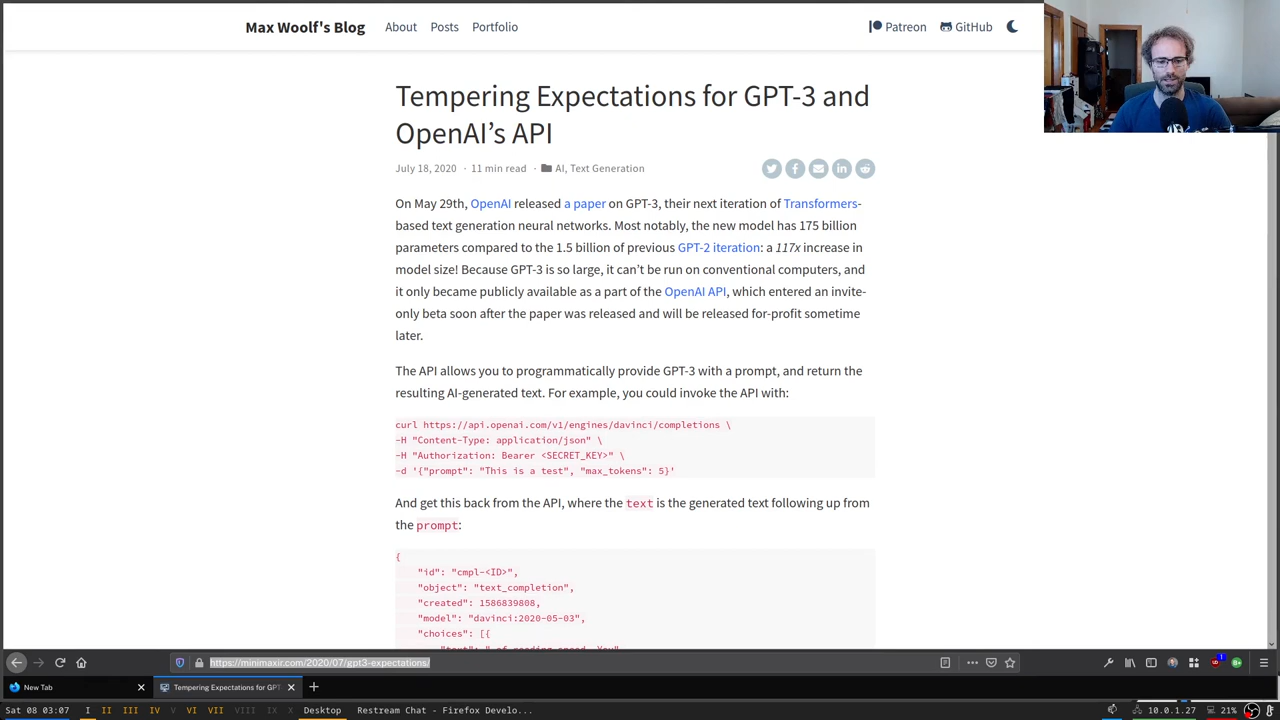 Max Woolf's Blog About Posts Portfolio Patreon GitHub
Tempering Expectations for GPT-3 and
OpenAI's API
July 18, 2020 · 11 min read · AI, Text Generation
On May 29th, OpenAI released a paper on GPT-3, their next iteration of Transformers-
based text generation neural networks. Most notably, the new model has 175 billion
parameters compared to the 1.5 billion of previous GPT-2 iteration: a 117x increase in
model size! Because GPT-3 is so large, it can't be run on conventional computers, and
it only became publicly available as a part of the OpenAI API, which entered an invite-
only beta soon after the paper was released and will be released for-profit sometime
later.
The API allows you to programmatically provide GPT-3 with a prompt, and return the
resulting AI-generated text. For example, you could invoke the API with:
curl https://api.openai.com/v1/engines/davinci/completions \
-H "Content-Type: application/json" \
-H "Authorization: Bearer <SECRET_KEY>" \
-d '{"prompt": "This is a test", "max_tokens": 5}'
And get this back from the API, where the text is the generated text following up from
the prompt:
{
"id": "cmpl-<ID>",
"object": "text_completion",
"created": 1586839808,
"model": "davinci:2020-05-03",
"choices": [{
"text": " of reading speed. You"
https://minimaxir.com/2020/07/gpt3-expectations/
New Tab Tempering Expectations for GPT
Sat 08 03:07 I II III IV V VI VII VIII IX X Desktop Restream Chat - Firefox Develo... 10.0.1.27 21%